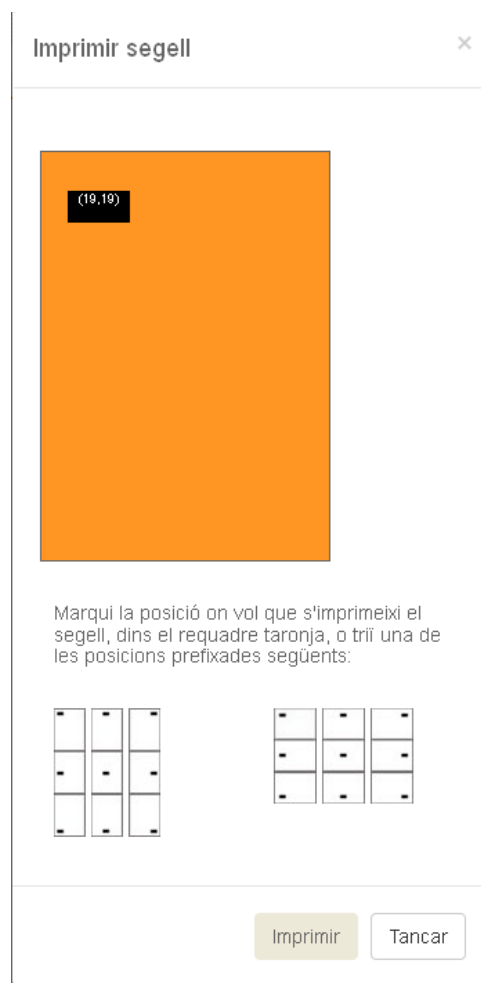 Imprimir segell
×
(19,19)
Marqui la posició on vol que s'imprimeixi el
segell, dins el requadre taronja, o triï una de
les posicions prefixades següents:
Imprimir
Tancar